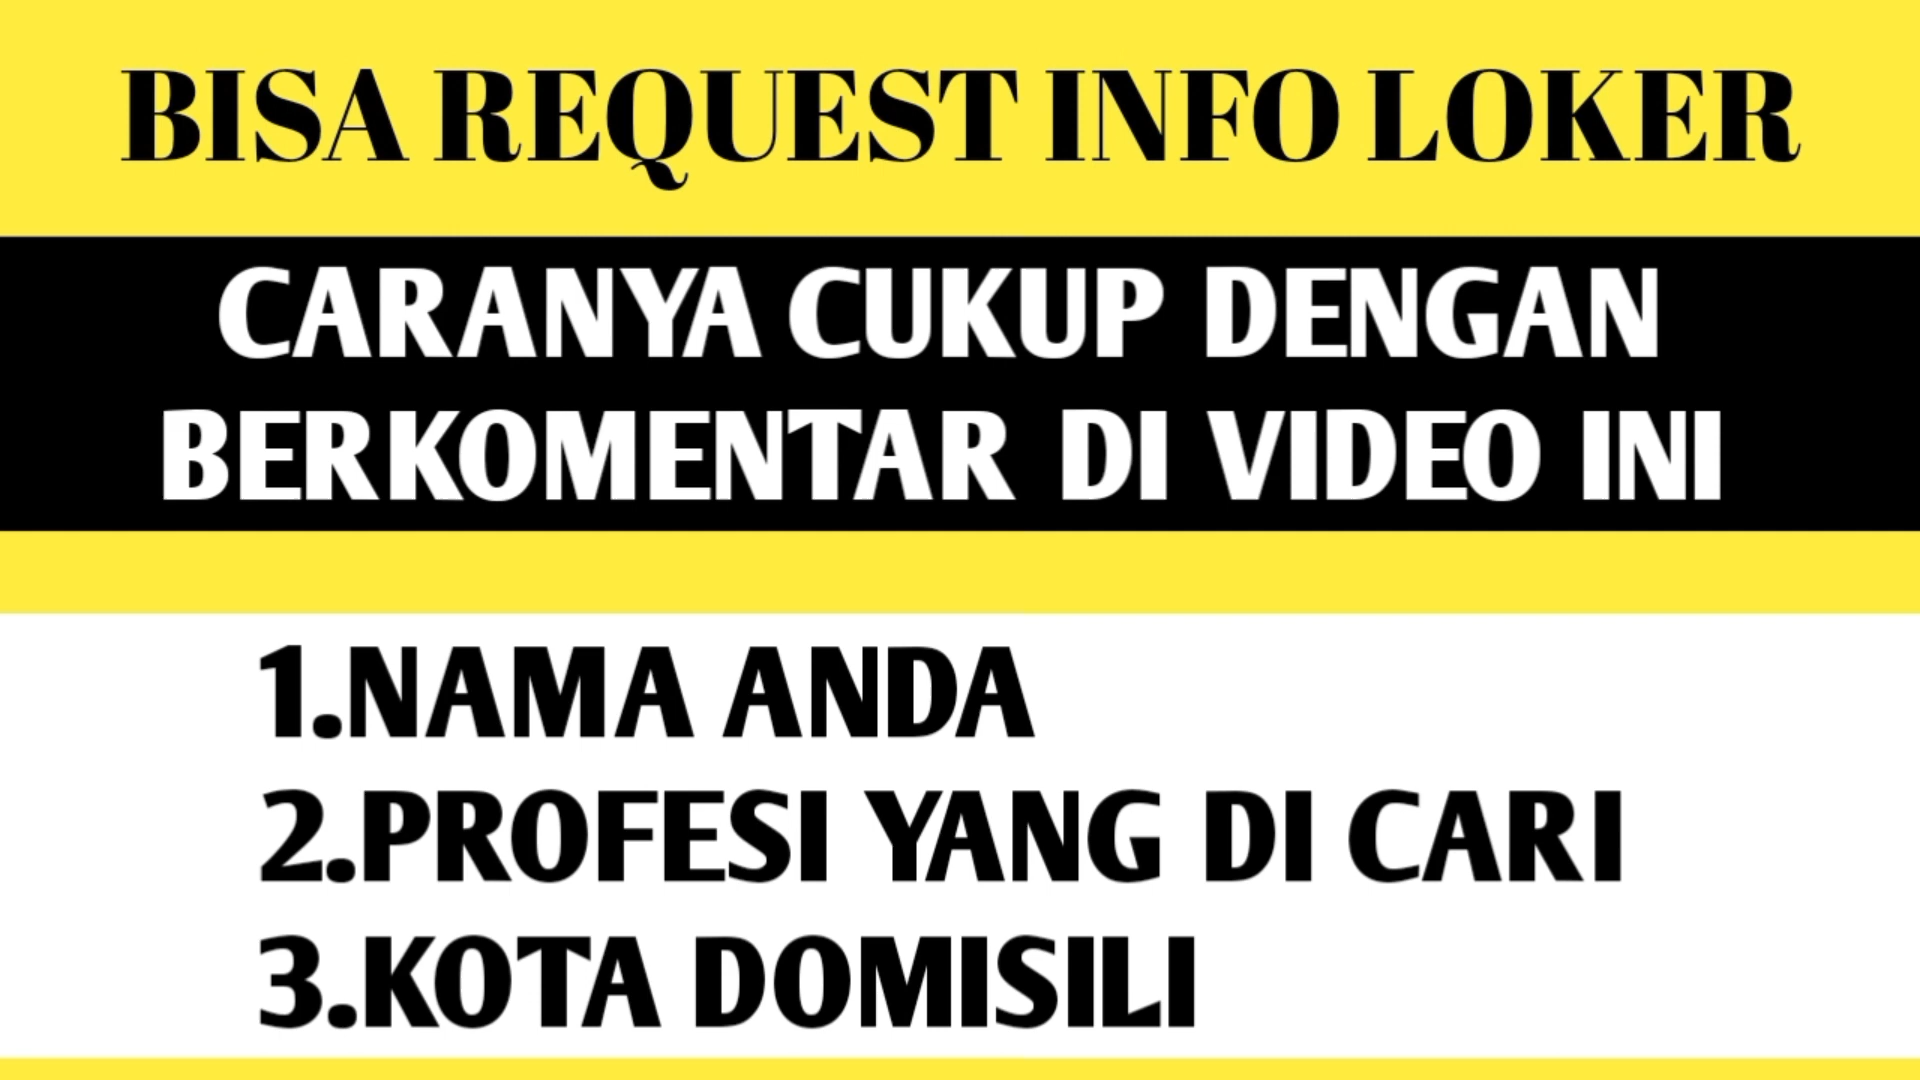 BISA REQUEST INFO LOKER
CARANYA CUKUP DENGAN
BERKOMENTAR DI VIDEO INI
1.NAMA ANDA
2.PROFESI YANG DI CARI
3.KOTA DOMISILI